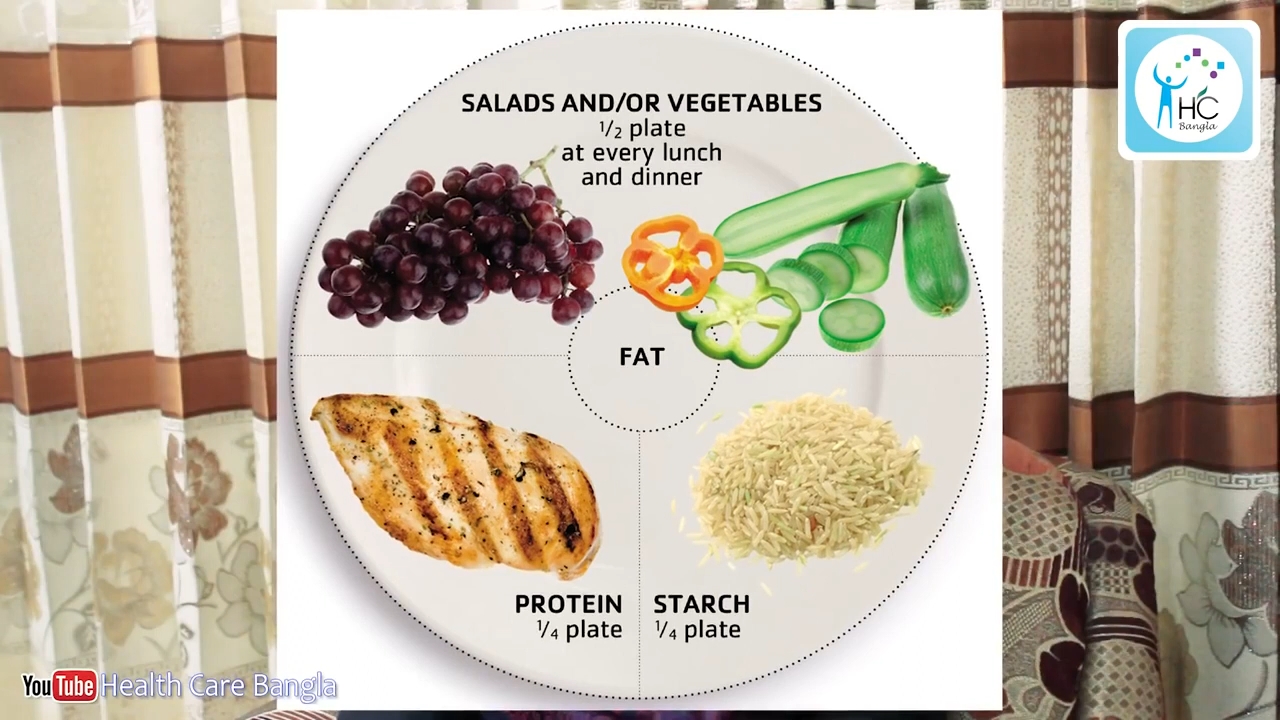 SALADS AND/OR VEGETABLES
1/2 plate
at every lunch
and dinner
FAT
PROTEIN
1/4 plate
STARCH
1/4 plate
HC
Bangla
YouTube Health Care Bangla